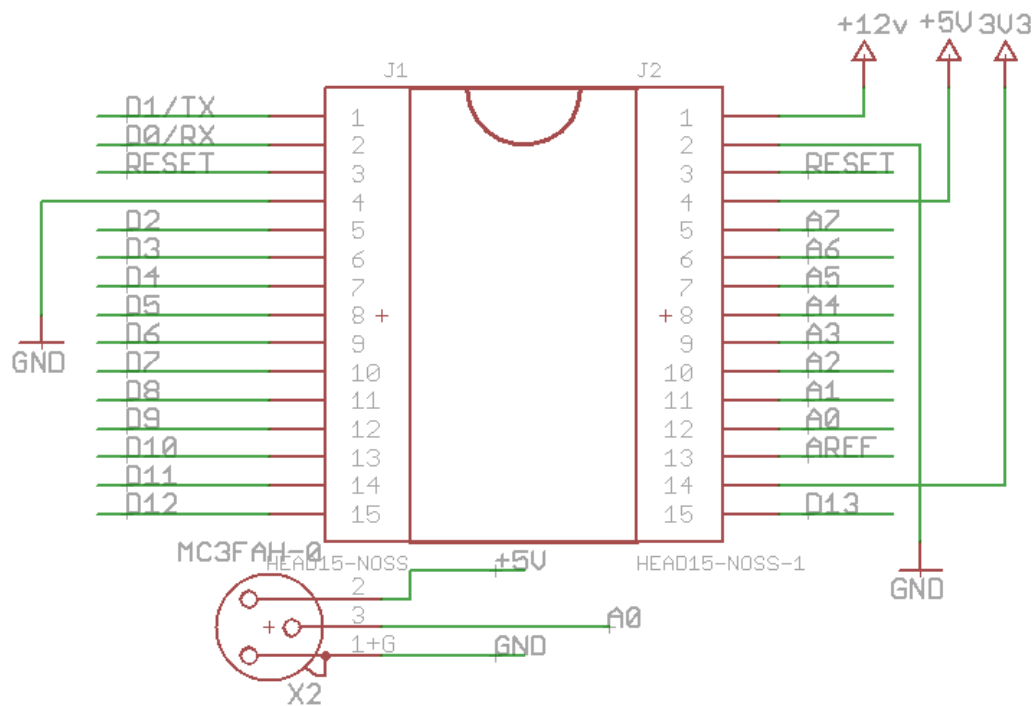 +12v +5V 3V3
J1 J2
D1/TX 1 1
D0/RX 2 2
RESET 3 3 RESET
4 4
D2 5 5 A7
D3 6 6 A6
D4 7 7 A5
D5 8 8 A4
D6 9 9 A3
GND
D7 10 10 A2
D8 11 11 A1
D9 12 12 A0
D10 13 13 AREF
D11 14 14
D12 15 15 D13
MC3FAH-0
HEAD15-NOSS HEAD15-NOSS-1
+5V
GND
2
3 A0
1+G GND
X2